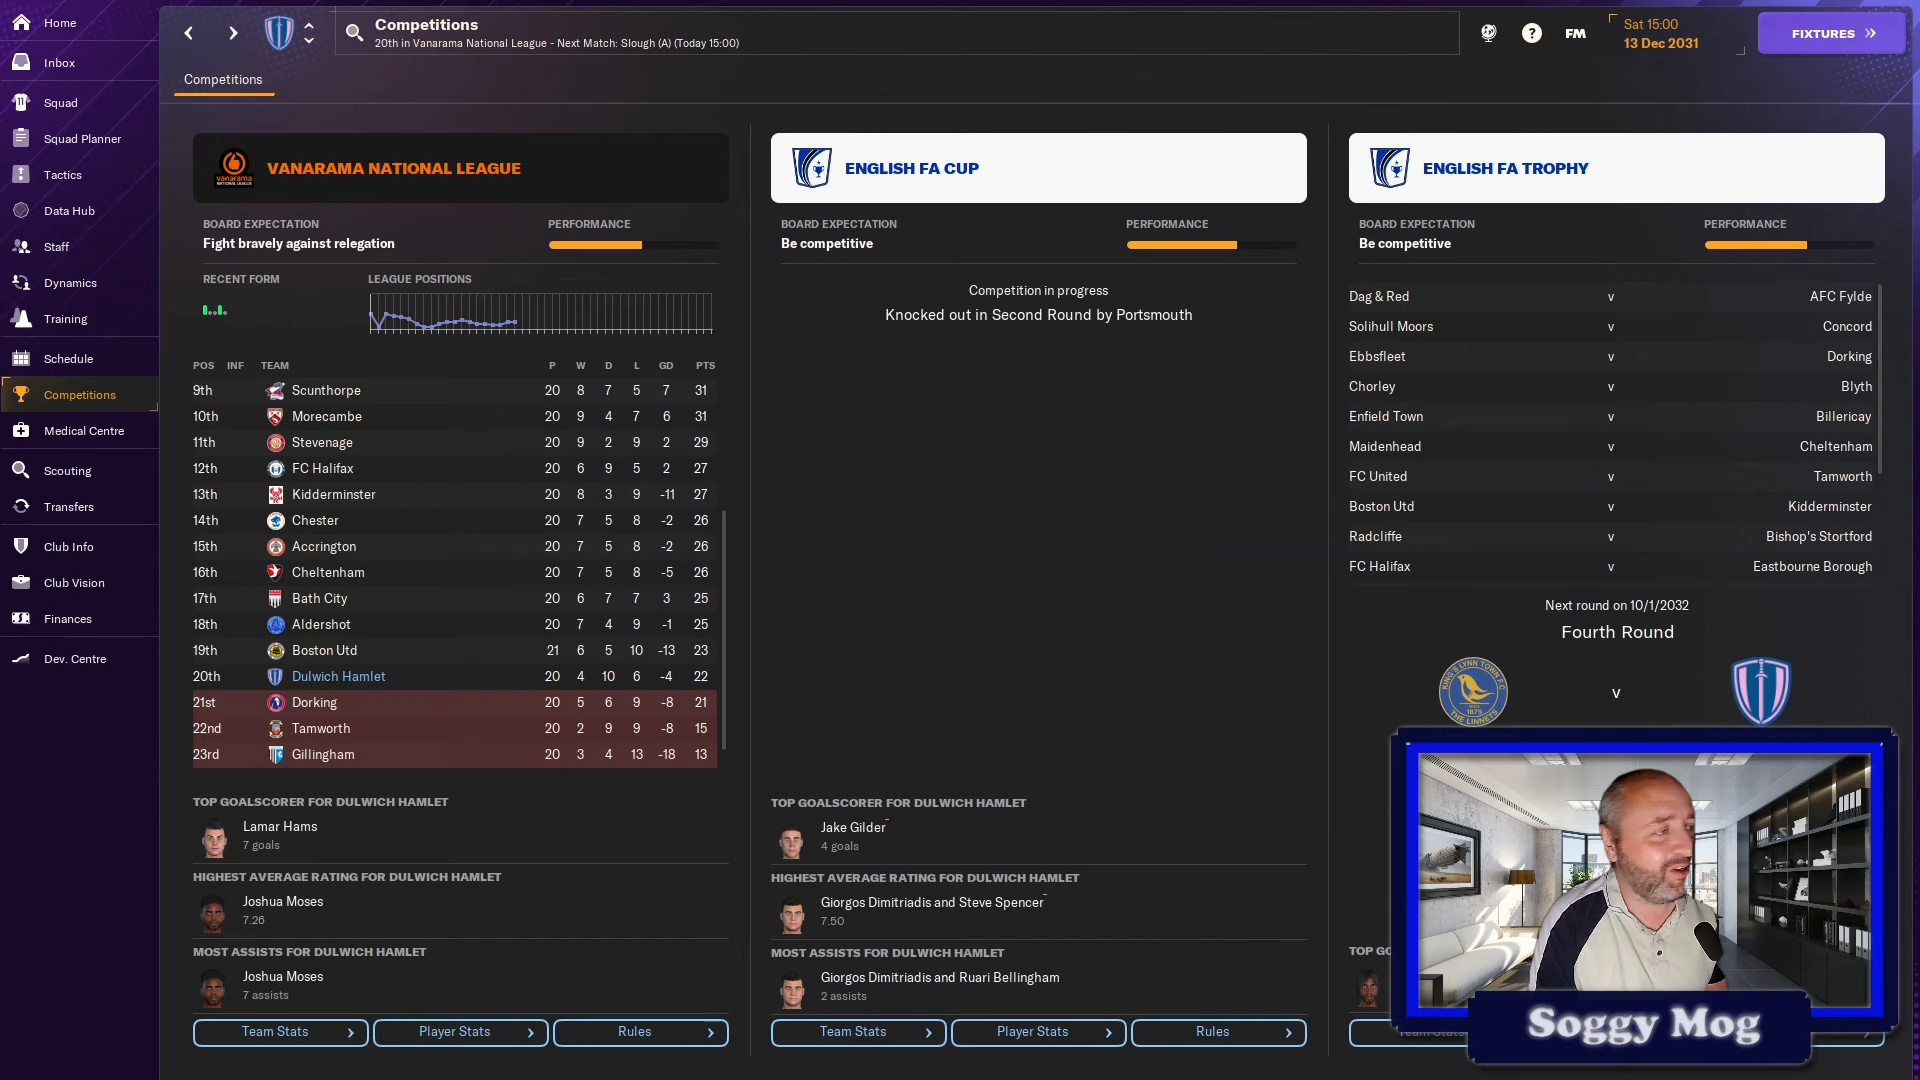 Home
Inbox
Squad
Squad Planner
Tactics
Data Hub
Staff
Dynamics
Training
Schedule
Competitions
Medical Centre
Scouting
Transfers
Club Info
Club Vision
Finances
Dev. Centre
Competitions
20th in Vanarama National League - Next Match: Slough (A) (Today 15:00)
FM
Sat 15:00
13 Dec 2031
FIXTURES
Competitions
VANARAMA NATIONAL LEAGUE
BOARD EXPECTATION PERFORMANCE
Fight bravely against relegation
RECENT FORM LEAGUE POSITIONS
POS INF TEAM P W D L GD PTS
9th Scunthorpe 20 8 7 5 7 31
10th Morecambe 20 9 4 7 6 31
11th Stevenage 20 9 2 9 2 29
12th FC Halifax 20 6 9 5 2 27
13th Kidderminster 20 8 3 9 -11 27
14th Chester 20 7 5 8 -2 26
15th Accrington 20 7 5 8 -2 26
16th Cheltenham 20 7 5 8 -5 26
17th Bath City 20 6 7 7 3 25
18th Aldershot 20 7 4 9 -1 25
19th Boston Utd 21 6 5 10 -13 23
20th Dulwich Hamlet 20 4 10 6 -4 22
21st Dorking 20 5 6 9 -8 21
22nd Tamworth 20 2 9 9 -8 15
23rd Gillingham 20 3 4 13 -18 13
TOP GOALSCORER FOR DULWICH HAMLET
Lamar Hams
7 goals
HIGHEST AVERAGE RATING FOR DULWICH HAMLET
Joshua Moses
7.26
MOST ASSISTS FOR DULWICH HAMLET
Joshua Moses
7 assists
Team Stats Player Stats Rules
ENGLISH FA CUP
BOARD EXPECTATION PERFORMANCE
Be competitive
Competition in progress
Knocked out in Second Round by Portsmouth
TOP GOALSCORER FOR DULWICH HAMLET
Jake Gilder
4 goals
HIGHEST AVERAGE RATING FOR DULWICH HAMLET
Giorgos Dimitriadis and Steve Spencer
7.50
MOST ASSISTS FOR DULWICH HAMLET
Giorgos Dimitriadis and Ruari Bellingham
2 assists
Team Stats Player Stats Rules
ENGLISH FA TROPHY
BOARD EXPECTATION PERFORMANCE
Be competitive
Dag & Red v AFC Fylde
Solihull Moors v Concord
Ebbsfleet v Dorking
Chorley v Blyth
Enfield Town v Billericay
Maidenhead v Cheltenham
FC United v Tamworth
Boston Utd v Kidderminster
Radcliffe v Bishop's Stortford
FC Halifax v Eastbourne Borough
Next round on 10/1/2032
Fourth Round
KING'S LYNN TOWN F.C
1879
THE LINNETS
v
TOP GO
Team Stats
Soggy Mog